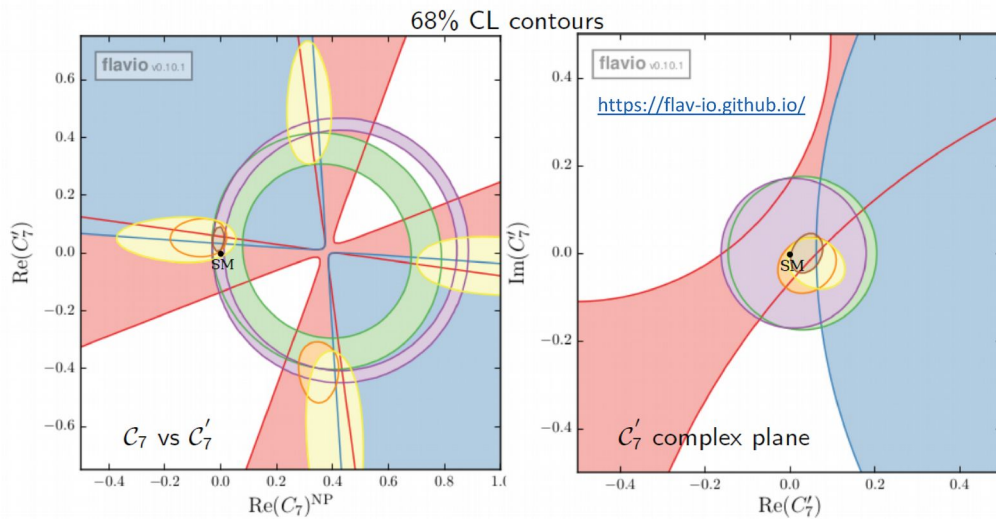 68% CL contours
flavio v0.10.1
0.6
0.4
0.2
0.0
−0.2
−0.4
−0.6
Re(C′₇)
SM
C₇ vs C₇′
−0.4
−0.2
0.0
0.2
0.4
0.6
0.8
1.0
Re(C₇)ᴺᴾ
flavio v0.10.1
https://flav-io.github.io/
0.4
0.2
0.0
−0.2
−0.4
Im(C′₇)
SM
C₇′ complex plane
−0.4
−0.2
0.0
0.2
0.4
Re(C′₇)